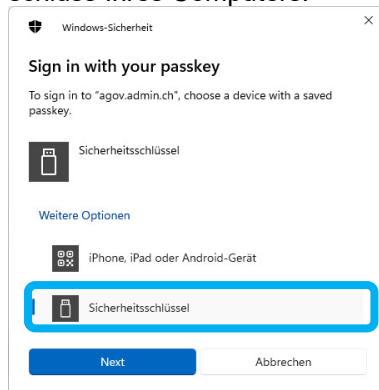 Windows-Sicherheit
Sign in with your passkey
To sign in to "agov.admin.ch", choose a device with a saved
passkey.
Sicherheitsschlüssel
Weitere Optionen
iPhone, iPad oder Android-Gerät
Sicherheitsschlüssel
Next Abbrechen